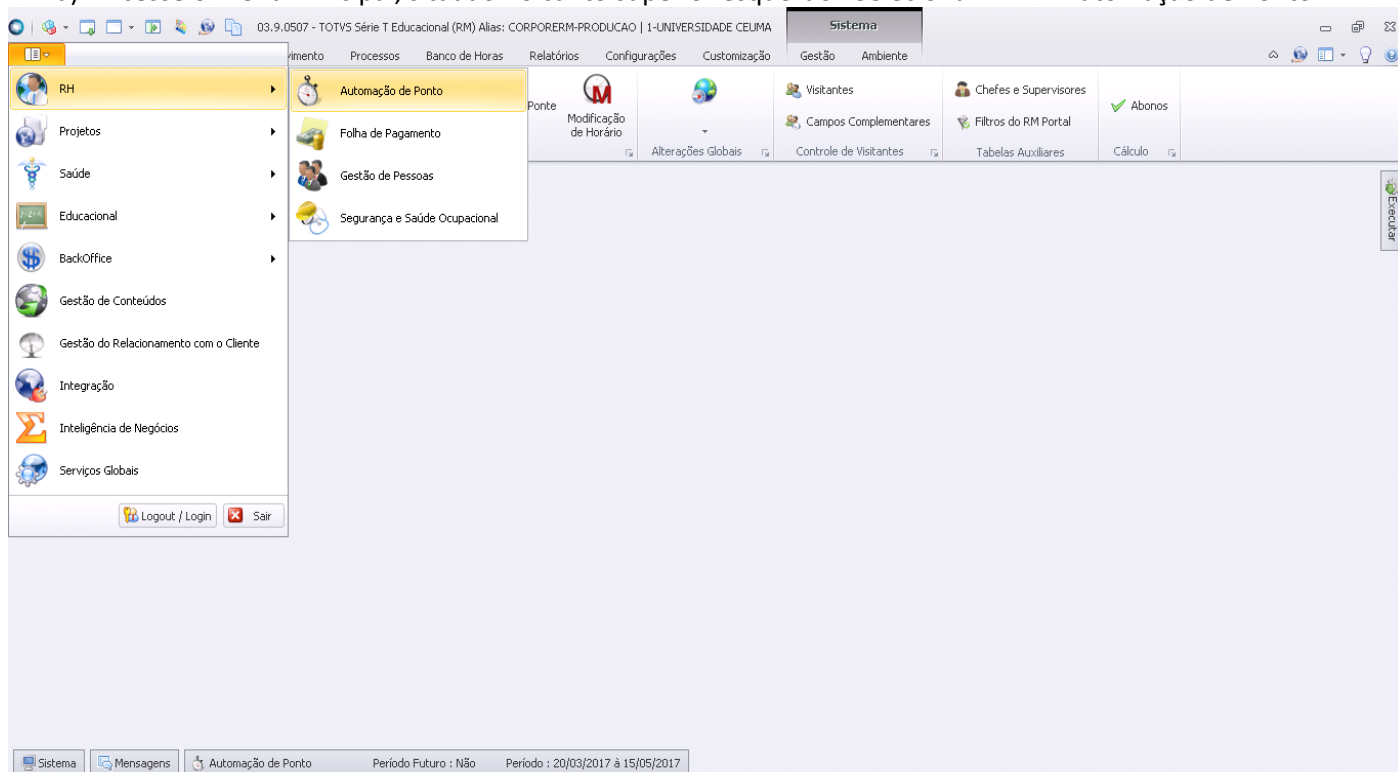 03.9.0507 - TOTVS Série T Educacional (RM) Alias: CORPORERM-PRODUCAO | 1-UNIVERSIDADE CEUMA
Sistema
Processos Banco de Horas Relatórios Configurações Customização Gestão Ambiente
RH
Projetos
Saúde
Educacional
BackOffice
Gestão de Conteúdos
Gestão do Relacionamento com o Cliente
Integração
Inteligência de Negócios
Serviços Globais
Logout / Login Sair
Automação de Ponto
Folha de Pagamento
Gestão de Pessoas
Segurança e Saúde Ocupacional
Ponte
Modificação
de Horário
Alterações Globais
Visitantes
Campos Complementares
Controle de Visitantes
Chefes e Supervisores
Filtros do RM Portal
Tabelas Auxiliares
Abonos
Cálculo
Executar
Sistema Mensagens Automação de Ponto Período Futuro : Não Período : 20/03/2017 à 15/05/2017